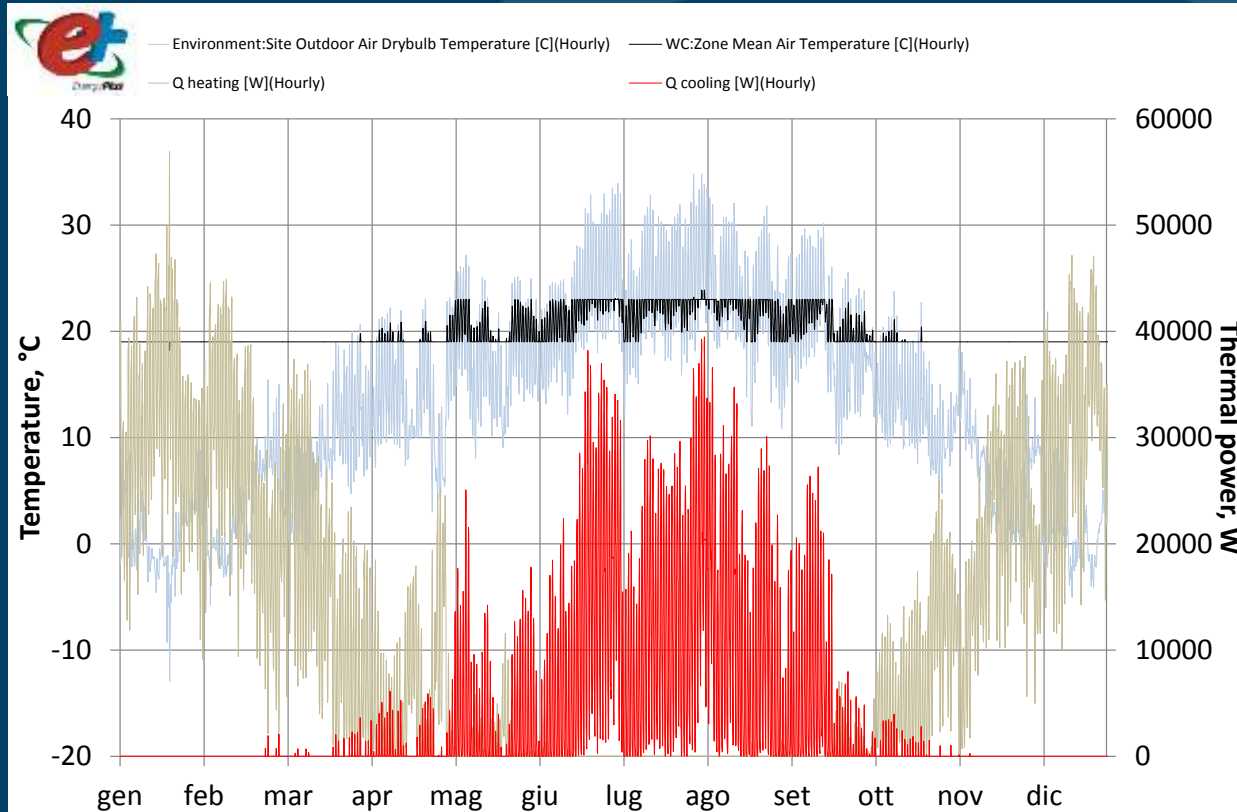 EnergyPlus
Environment:Site Outdoor Air Drybulb Temperature [C](Hourly)
WC:Zone Mean Air Temperature [C](Hourly)
Q heating [W](Hourly)
Q cooling [W](Hourly)
40
30
20
10
0
-10
-20
Temperature, °C
60000
50000
40000
30000
20000
10000
0
Thermal power, W
gen feb mar apr mag giu lug ago set ott nov dic